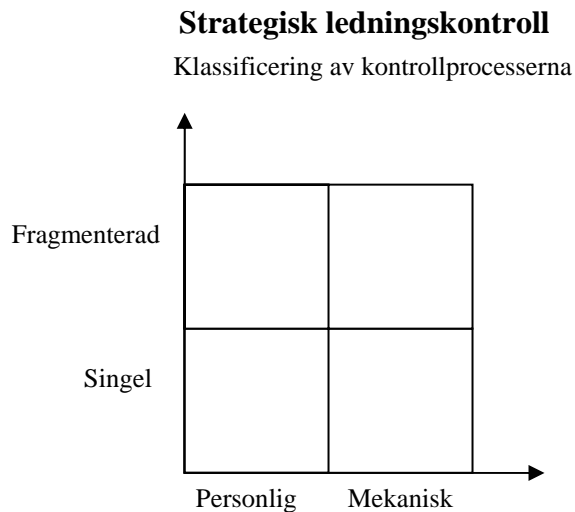 Strategisk ledningskontroll
Klassificering av kontrollprocesserna
Fragmenterad
Singel
Personlig Mekanisk